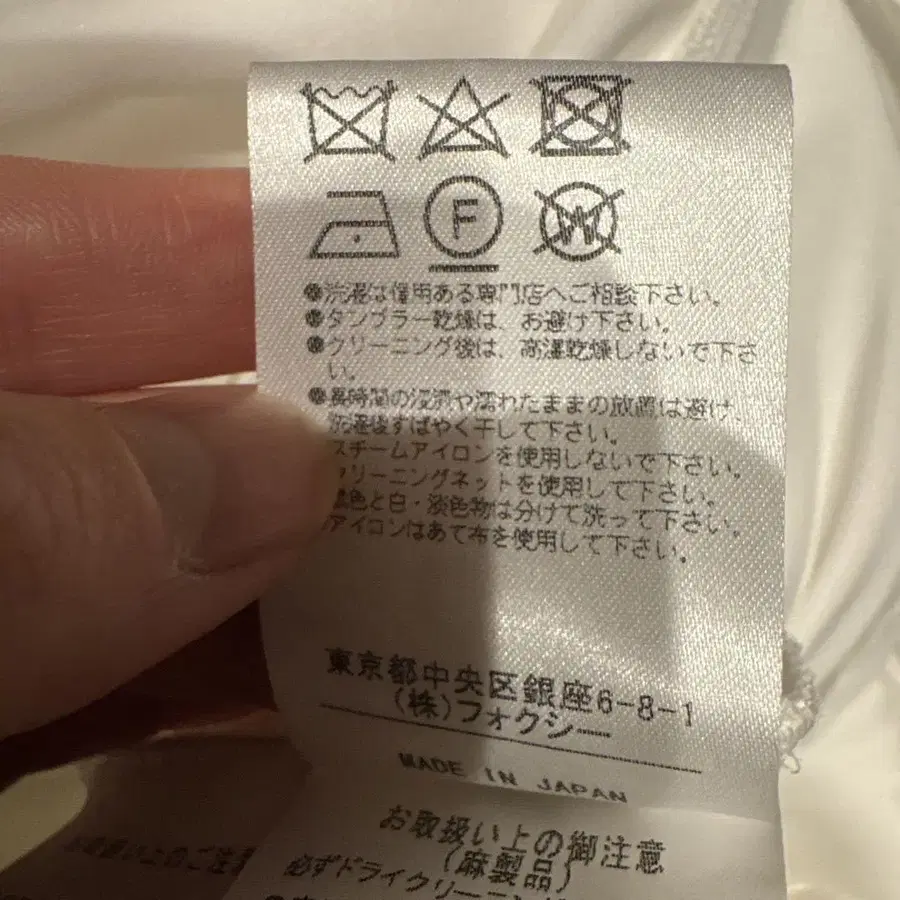 F
W
●洗濯は信用ある専門店へご相談下さい。
●タンブラー乾燥は、お避け下さい。
●クリーニング後は、高温乾燥しないで下さ
い。
●長時間の浸漬や濡れたままの放置は避け、
洗濯後すばやく干して下さい。
スチームアイロンを使用しないで下さい。
クリーニングネットを使用して下さい。
色と白・淡色物は分けて洗って下さい。
アイロンはあて布を使用して下さい。
東京都中央区銀座6-8-1
(株)フォクシー
MADE IN JAPAN
お取扱い上の御注意
(麻製品)
必ずドライクリーニング